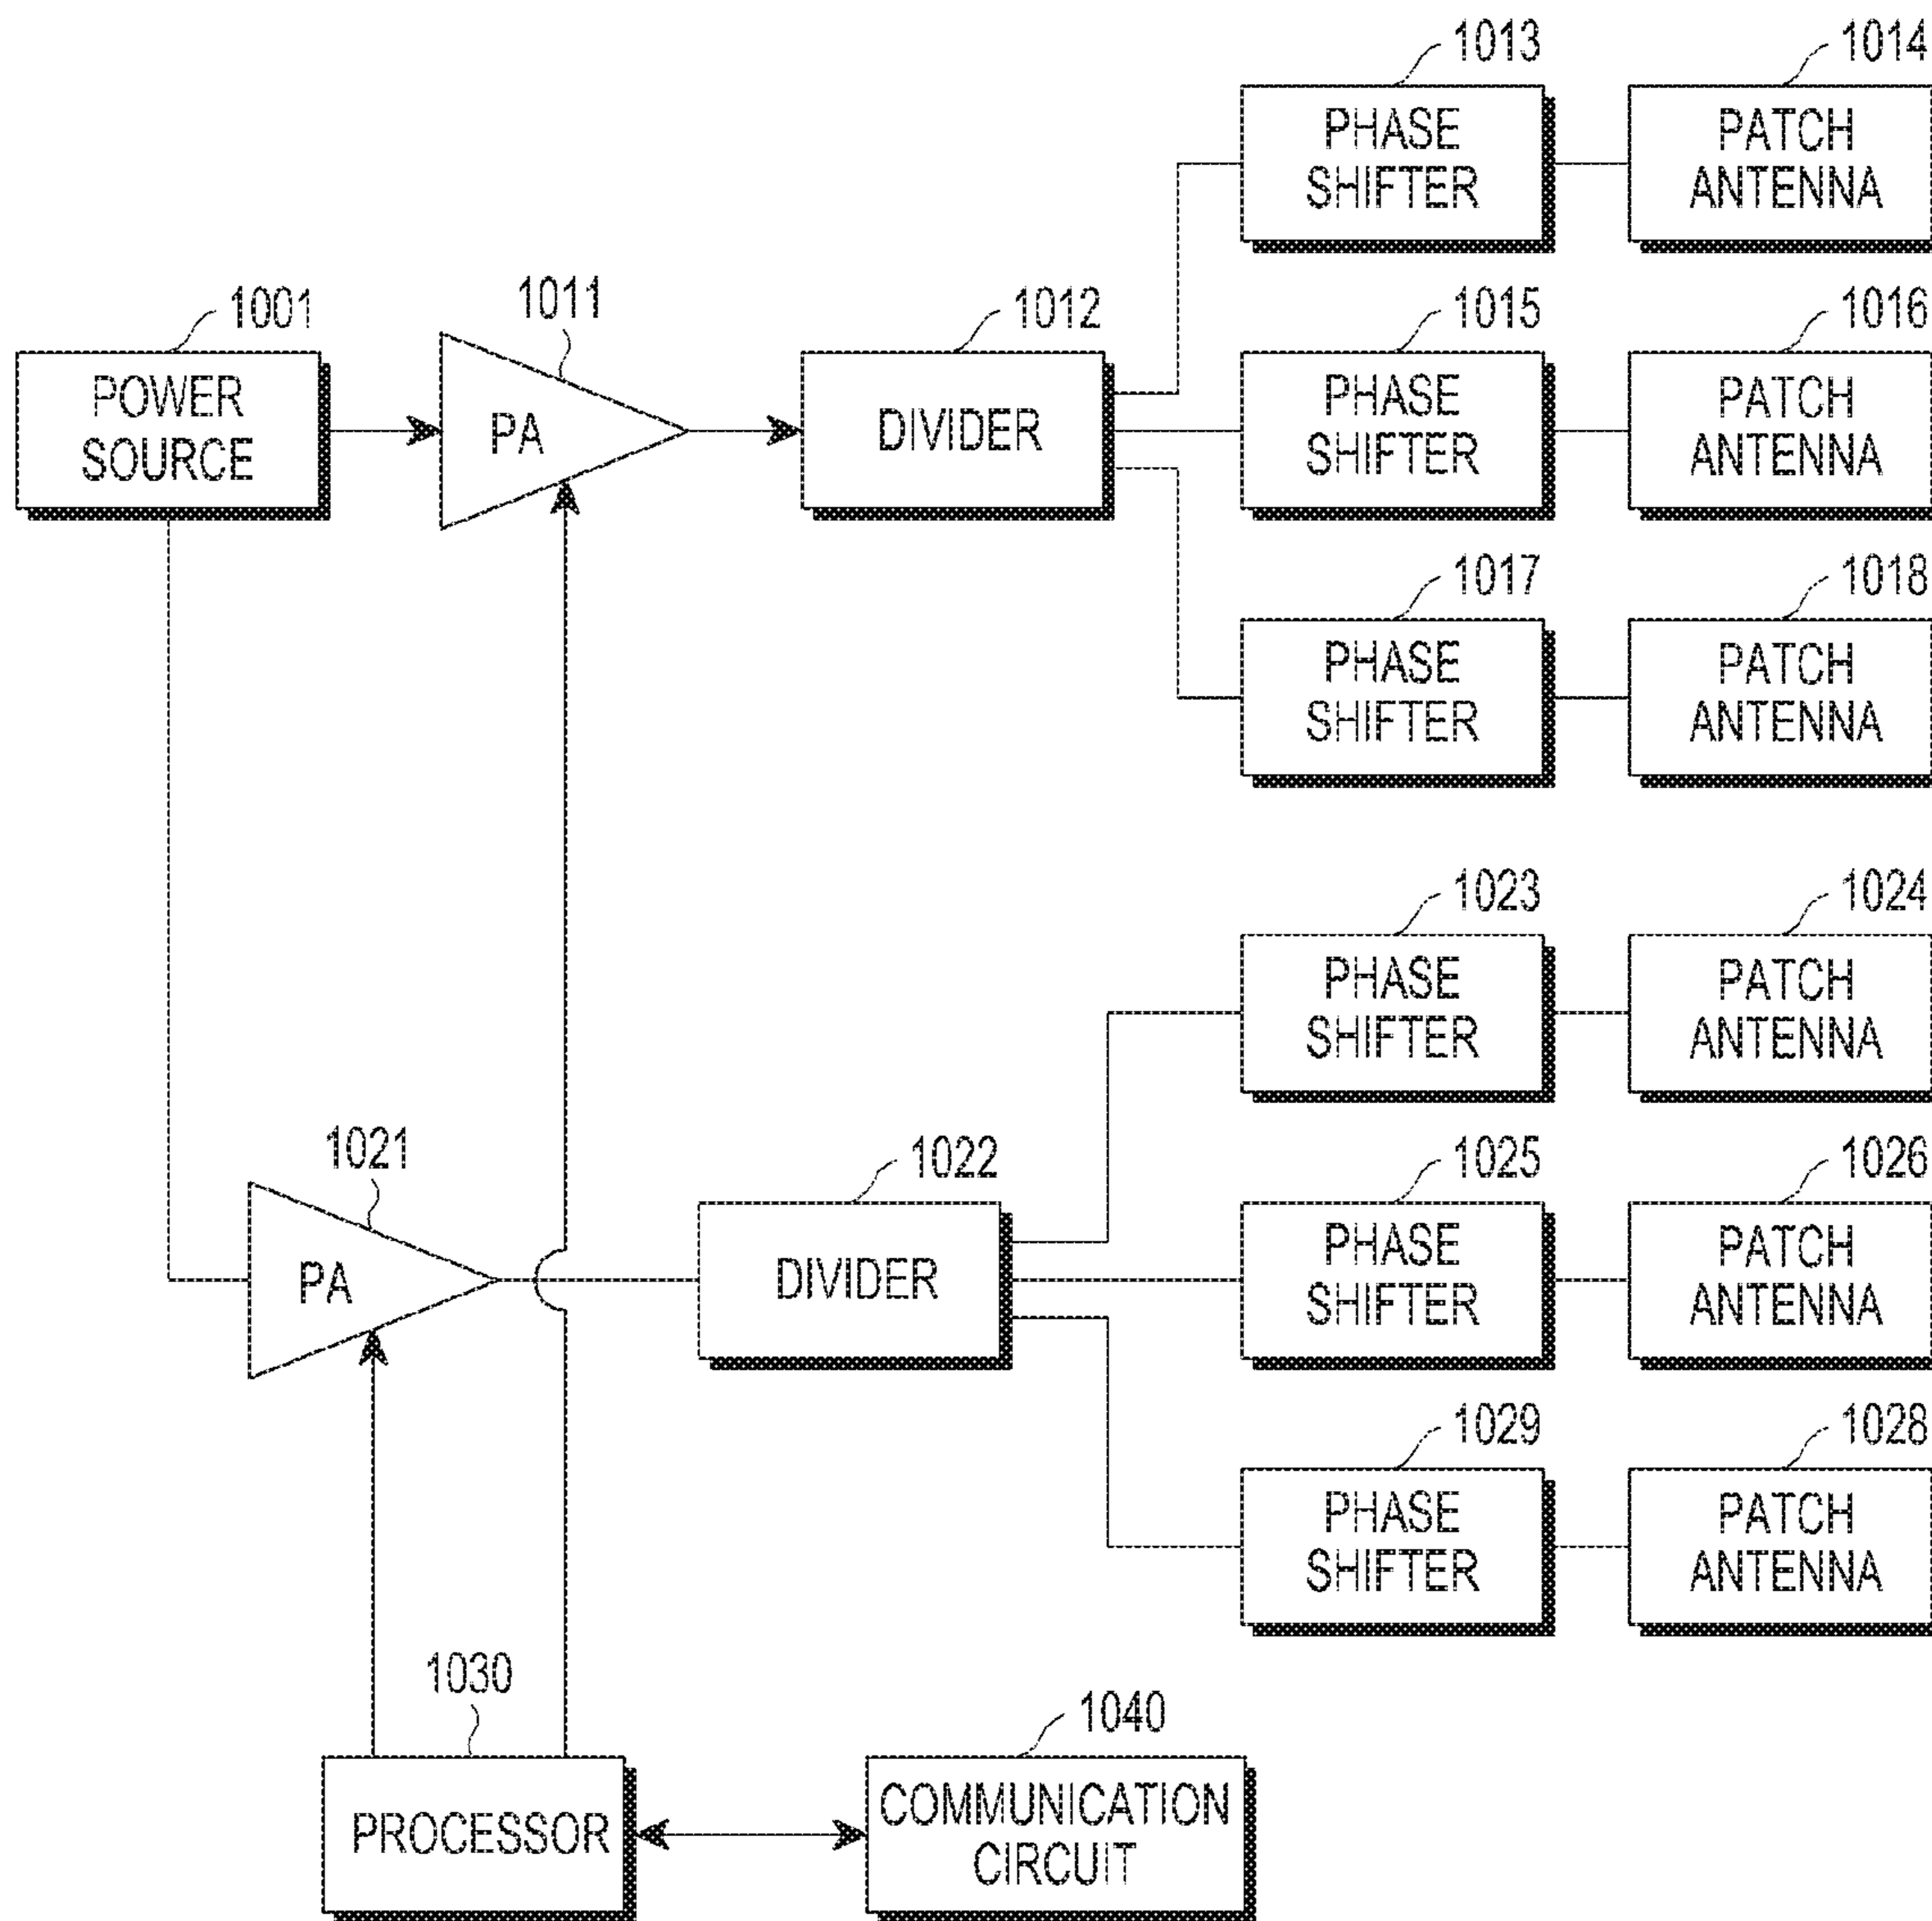 1013
1014
PHASE
SHIFTER
PATCH
ANTENNA
1001
1011
1012
1015
1016
POWER
SOURCE
PA
DIVIDER
PHASE
SHIFTER
PATCH
ANTENNA
1017
1018
PHASE
SHIFTER
PATCH
ANTENNA
1023
1024
PHASE
SHIFTER
PATCH
ANTENNA
1021
1022
1025
1026
PA
DIVIDER
PHASE
SHIFTER
PATCH
ANTENNA
1029
1028
PHASE
SHIFTER
PATCH
ANTENNA
1030
1040
PROCESSOR
COMMUNICATION
CIRCUIT